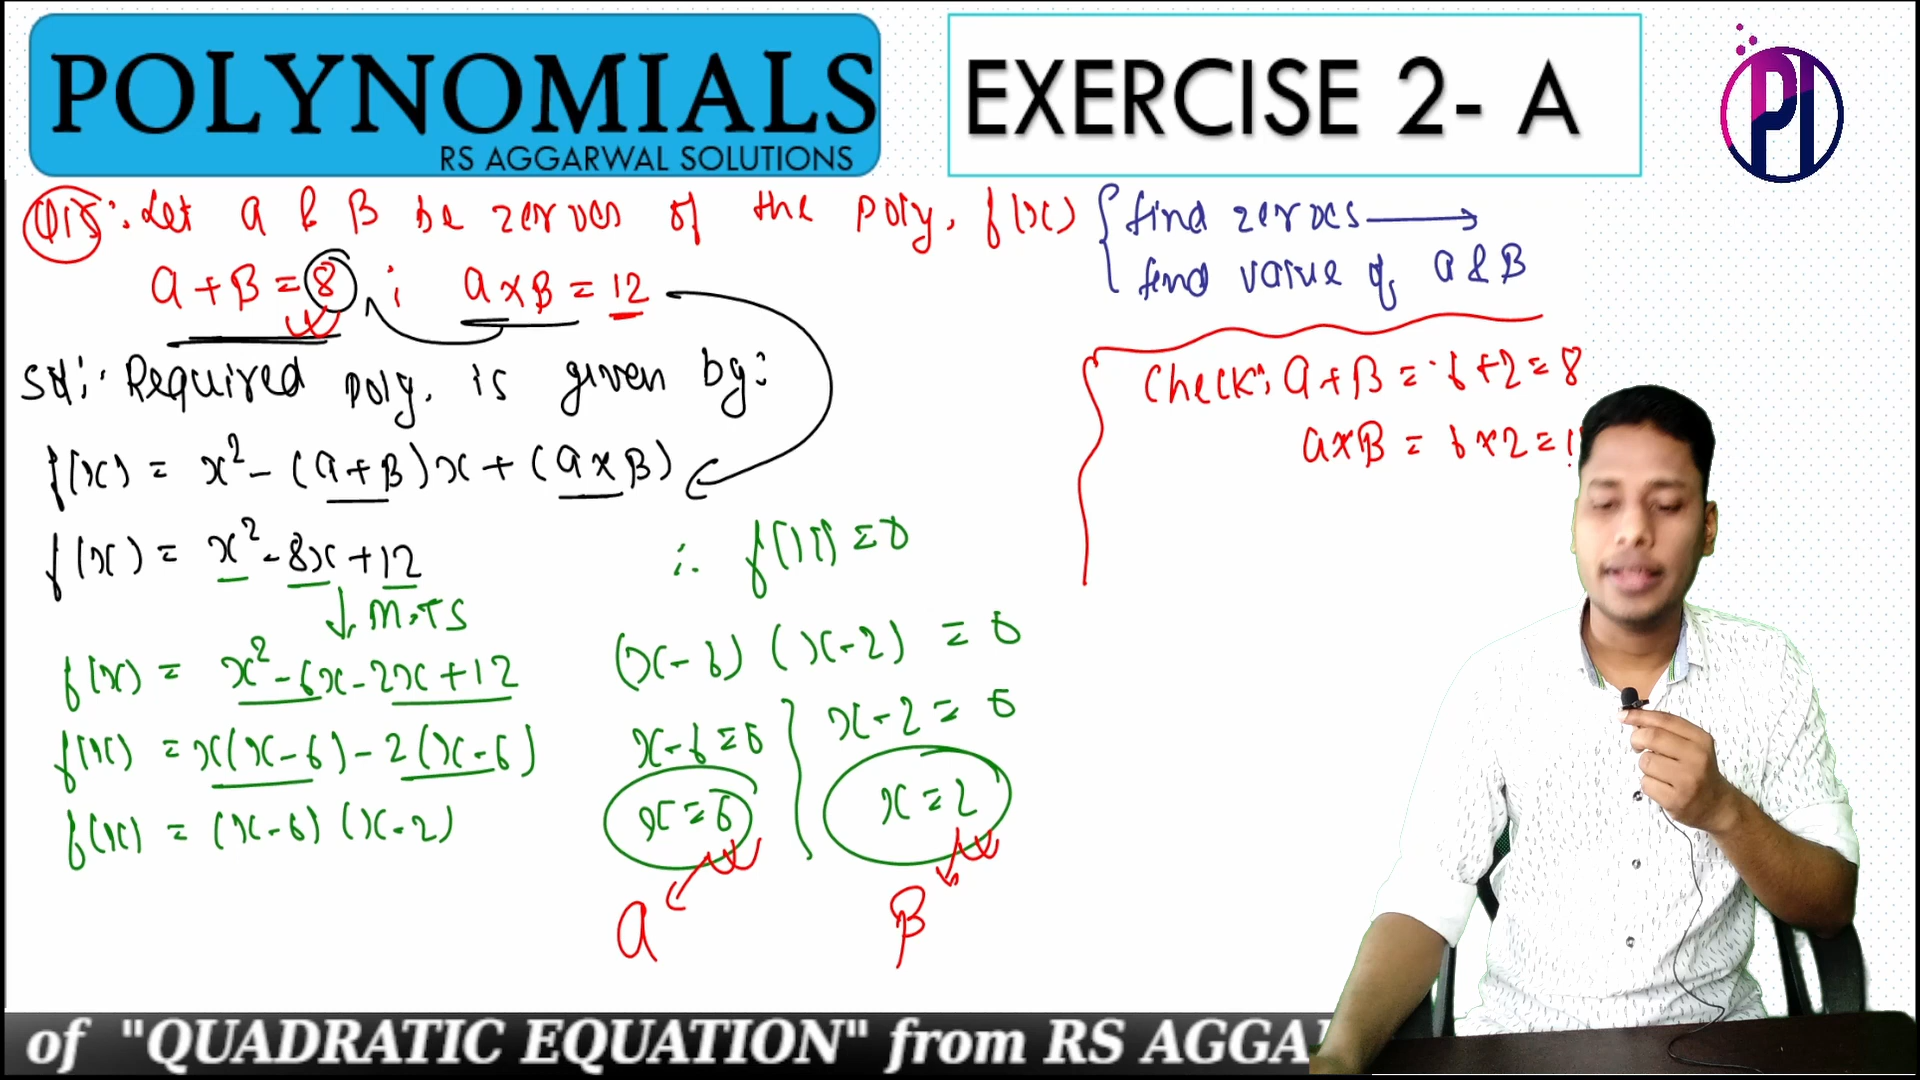 POLYNOMIALS
RS AGGARWAL SOLUTIONS
EXERCISE 2- A
PI
Q15: Let α & β be zeroes of the poly. f(x)
α + β = 8 ; α × β = 12
{ find zeroes →
find value of α & β
Sol: Required poly. is given by:
f(x) = x² - (α + β)x + (α × β)
f(x) = x² - 8x + 12
↓ M.T.S
f(x) = x² - 6x - 2x + 12
f(x) = x(x - 6) - 2(x - 6)
f(x) = (x - 6) (x - 2)
∴ f(x) = 0
(x - 6) (x - 2) = 0
x - 6 = 0
x - 2 = 0
x = 6
x = 2
α
β
Check: α + β = 6 + 2 = 8
α × β = 6 × 2 = 1
of "QUADRATIC EQUATION" from RS AGGA